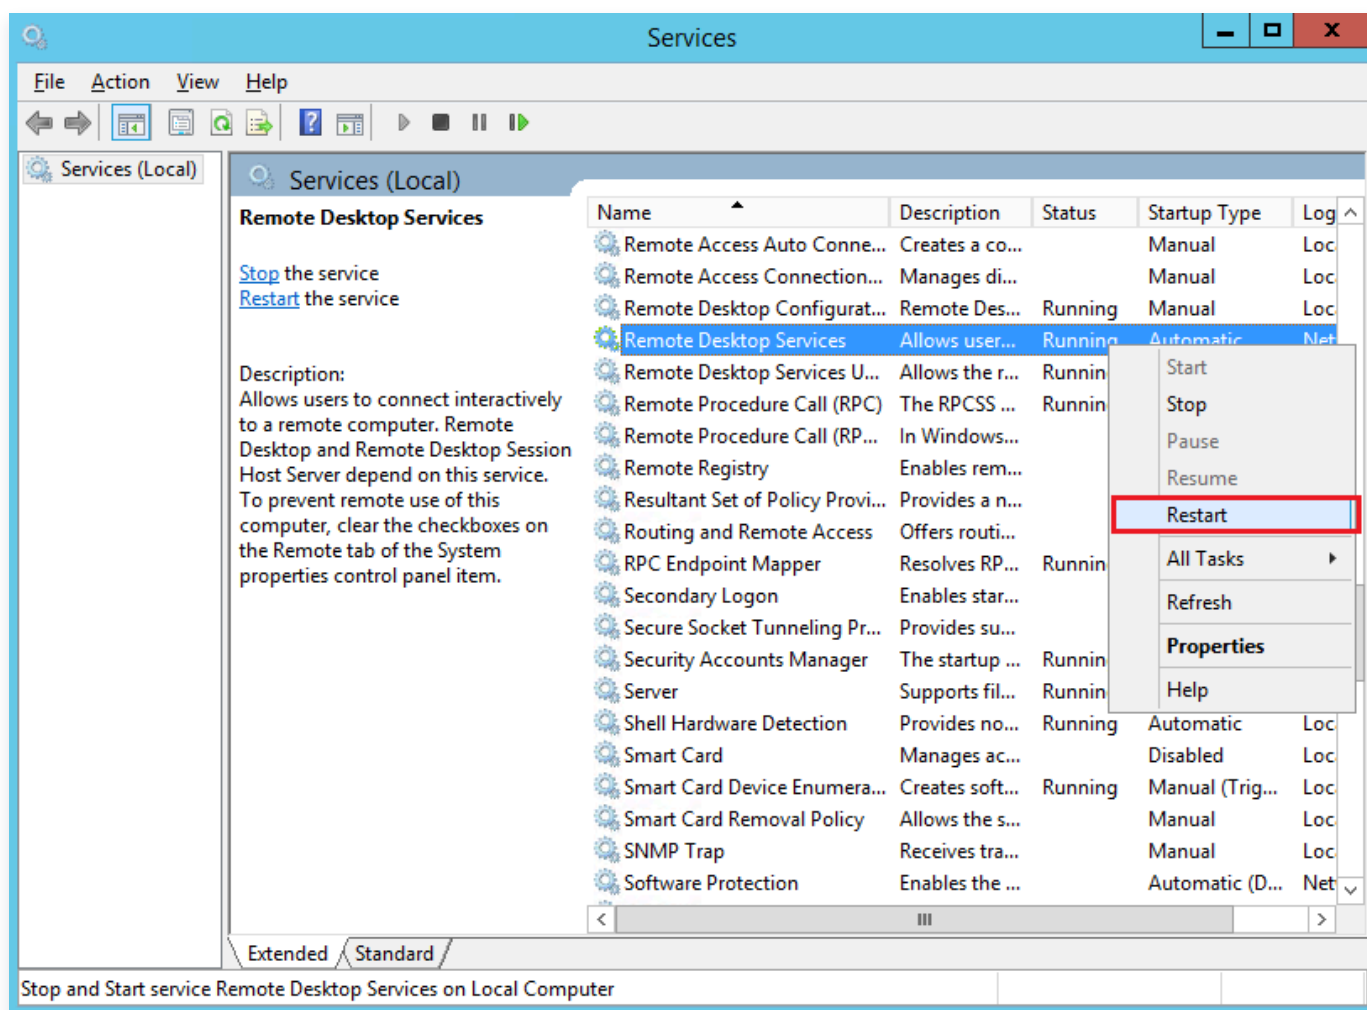 Services
File Action View Help
Services (Local)
Services (Local)
Remote Desktop Services
Stop the service
Restart the service
Description:
Allows users to connect interactively
to a remote computer. Remote
Desktop and Remote Desktop Session
Host Server depend on this service.
To prevent remote use of this
computer, clear the checkboxes on
the Remote tab of the System
properties control panel item.
Name Description Status Startup Type Log
Remote Access Auto Conne... Creates a co... Manual Loc
Remote Access Connection... Manages di... Manual Loc
Remote Desktop Configurat... Remote Des... Running Manual Loc
Remote Desktop Services Allows user... Running Automatic Net
Remote Desktop Services U... Allows the r... Runnin
Remote Procedure Call (RPC) The RPCSS ... Runnin
Remote Procedure Call (RP... In Windows...
Remote Registry Enables rem...
Resultant Set of Policy Provi... Provides a n...
Routing and Remote Access Offers routi...
RPC Endpoint Mapper Resolves RP... Runnin
Secondary Logon Enables star...
Secure Socket Tunneling Pr... Provides su...
Security Accounts Manager The startup ... Runnin
Server Supports fil... Runnin
Shell Hardware Detection Provides no... Running Automatic Loc
Smart Card Manages ac... Disabled Loc
Smart Card Device Enumera... Creates soft... Running Manual (Trig... Loc
Smart Card Removal Policy Allows the s... Manual Loc
SNMP Trap Receives tra... Manual Loc
Software Protection Enables the ... Automatic (D... Net
Start
Stop
Pause
Resume
Restart
All Tasks
Refresh
Properties
Help
Extended Standard
Stop and Start service Remote Desktop Services on Local Computer